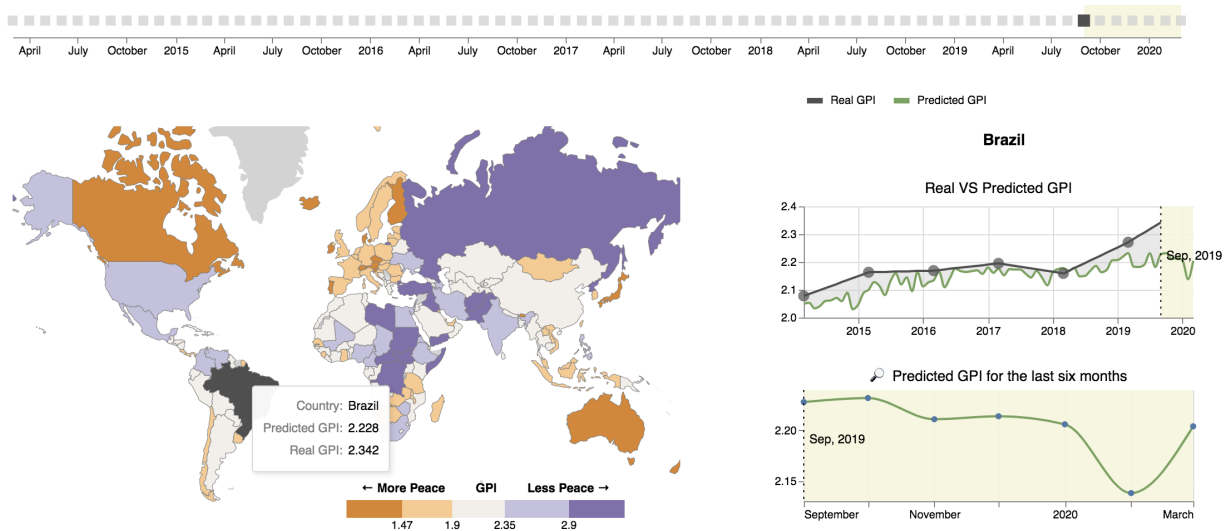 April July October 2015 April July October 2016 April July October 2017 April July October 2018 April July October 2019 April July October 2020
Real GPI Predicted GPI
Brazil
Real VS Predicted GPI
2.4
2.3
2.2
2.1
2.0
Sep, 2019
2015 2016 2017 2018 2019 2020
Country: Brazil
Predicted GPI: 2.228
Real GPI: 2.342
← More Peace GPI Less Peace →
1.47 1.9 2.35 2.9
🔎 Predicted GPI for the last six months
2.20
2.15
Sep, 2019
September November 2020 March